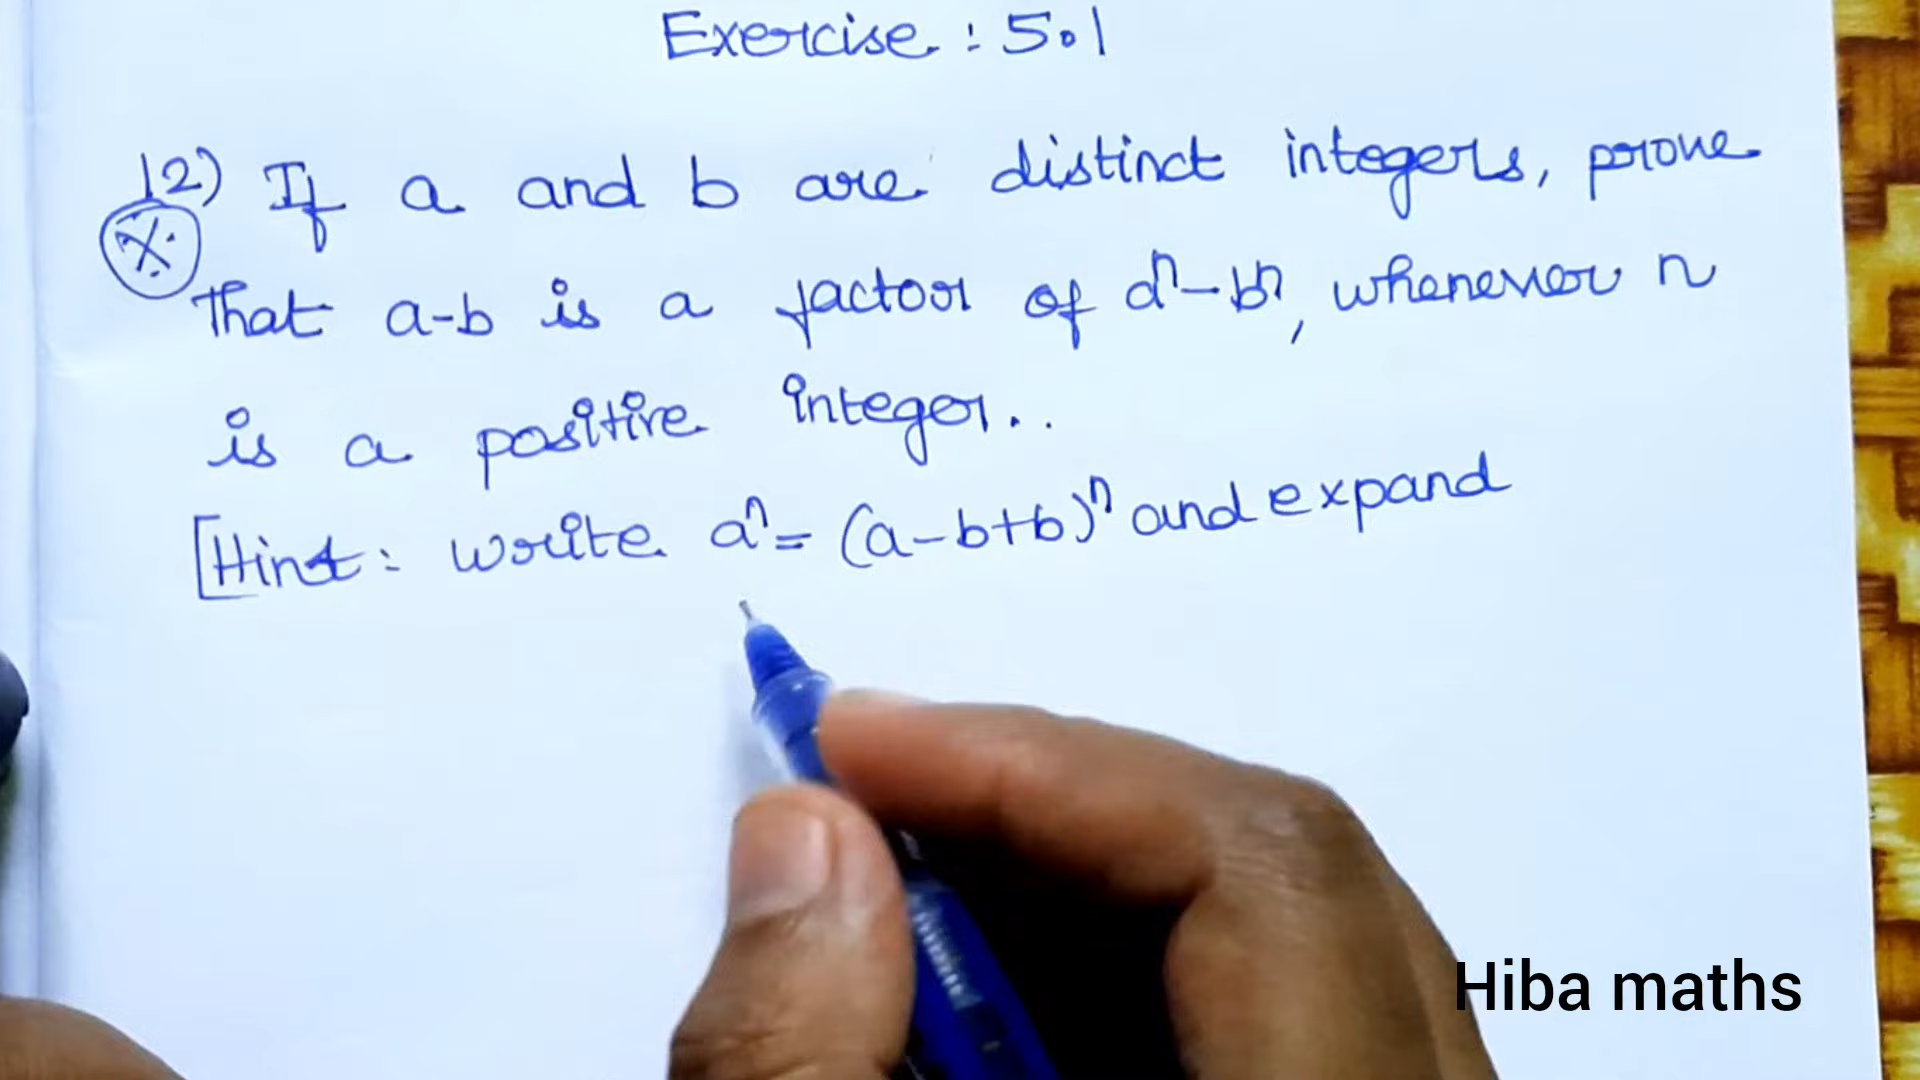 Exercise : 5.1
12) If a and b are distinct integers, prove
that a-b is a factor of aⁿ-bⁿ, whenever n
is a positive integer..
[Hint: write aⁿ= (a-b+b)ⁿ and expand
Hiba maths